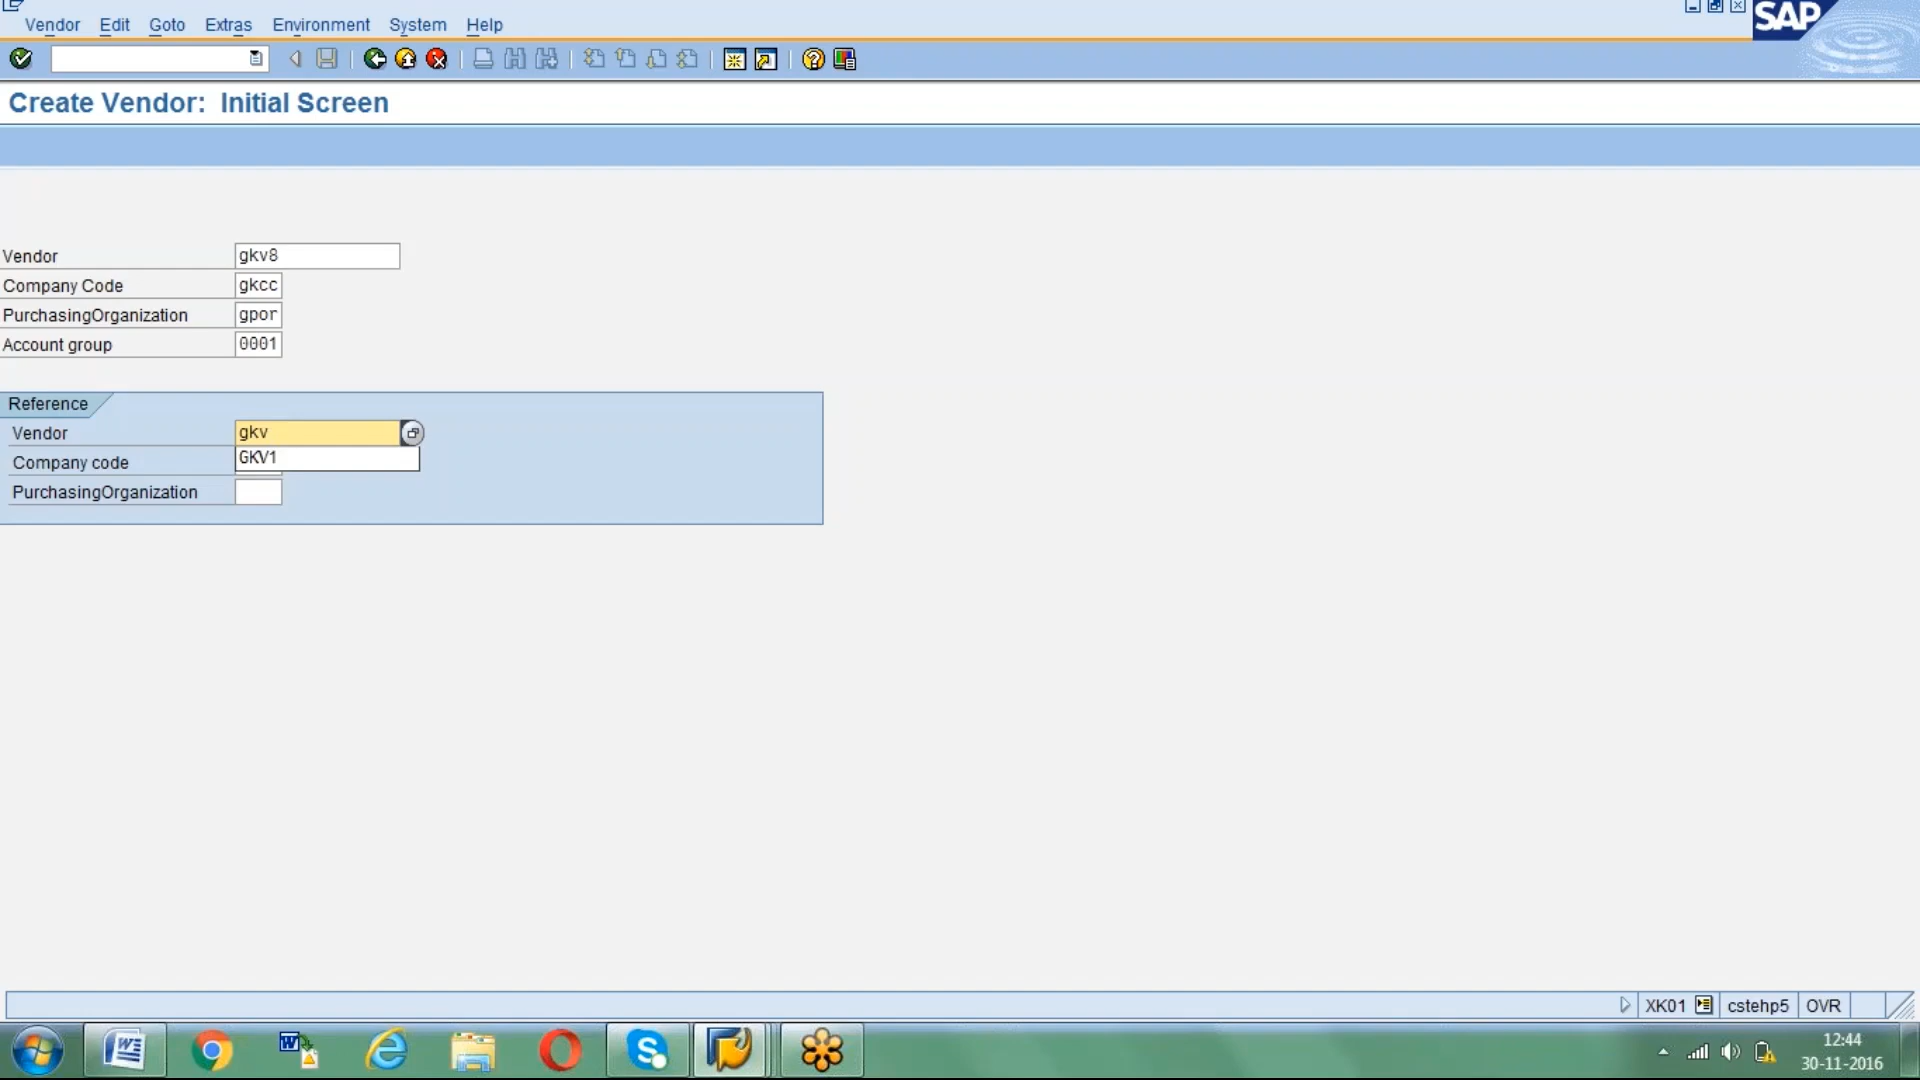 Vendor Edit Goto Extras Environment System Help
SAP
Create Vendor: Initial Screen
Vendor gkv8
Company Code gkcc
PurchasingOrganization gpor
Account group 0001
Reference
Vendor gkv
GKV1
Company code
PurchasingOrganization
XK01 cstehp5 OVR
12:44
30-11-2016